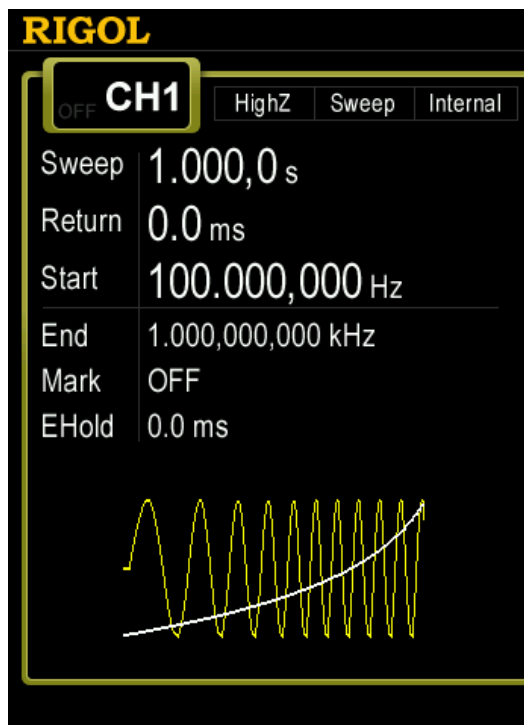 RIGOL
OFF CH1 HighZ Sweep Internal
Sweep 1.000,0 s
Return 0.0 ms
Start 100.000,000 Hz
End 1.000,000,000 kHz
Mark OFF
EHold 0.0 ms